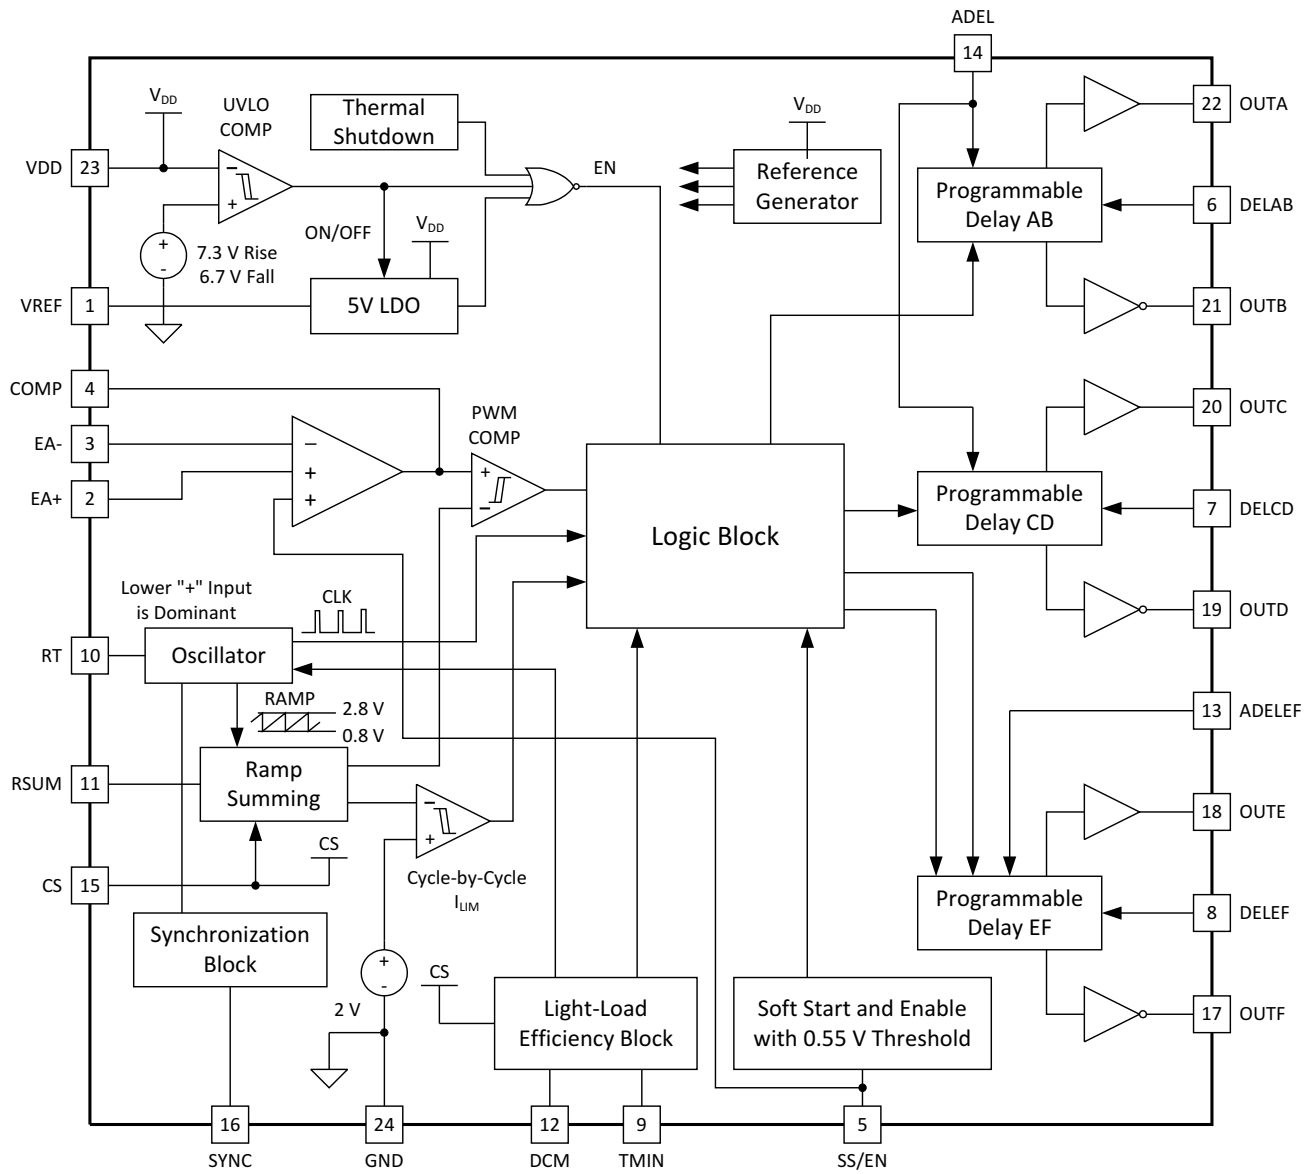 ADEL
14
V_DD
UVLO
COMP
Thermal
Shutdown
V_DD
22
OUTA
VDD
23
−
+
EN
Reference
Generator
Programmable
Delay AB
6
DELAB
+
-
7.3 V Rise
6.7 V Fall
ON/OFF
V_DD
VREF
1
5V LDO
21
OUTB
COMP
4
EA-
3
EA+
2
−
+
+
PWM
COMP
+
−
20
OUTC
Logic Block
Programmable
Delay CD
7
DELCD
Lower "+" Input
is Dominant
CLK
19
OUTD
RT
10
Oscillator
RAMP
2.8 V
0.8 V
13
ADELEF
RSUM
11
Ramp
Summing
−
+
18
OUTE
CS
CS
15
Cycle-by-Cycle
I_LIM
Programmable
Delay EF
8
DELEF
Synchronization
Block
+
-
2 V
CS
Light-Load
Efficiency Block
Soft Start and Enable
with 0.55 V Threshold
17
OUTF
16
24
12
9
5
SYNC
GND
DCM
TMIN
SS/EN